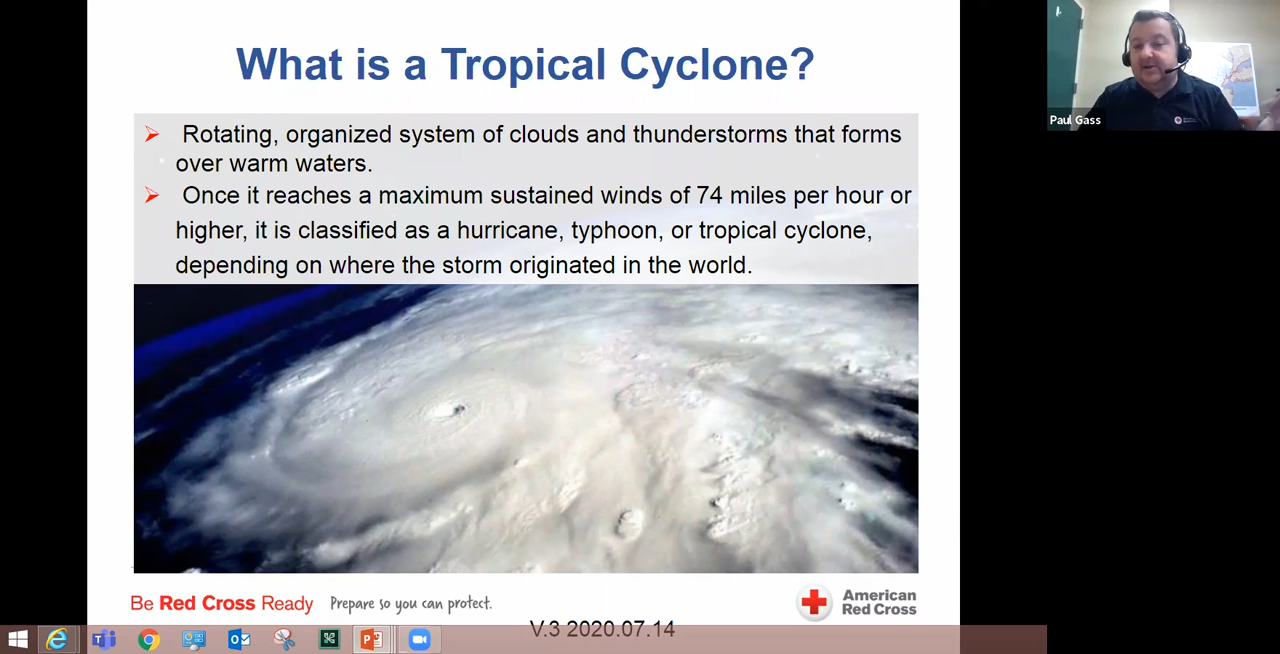 What is a Tropical Cyclone?
Rotating, organized system of clouds and thunderstorms that forms
over warm waters.
Once it reaches a maximum sustained winds of 74 miles per hour or
higher, it is classified as a hurricane, typhoon, or tropical cyclone,
depending on where the storm originated in the world.
Be Red Cross Ready
Prepare so you can protect.
American
Red Cross
V.3 2020.07.14
Paul Gass